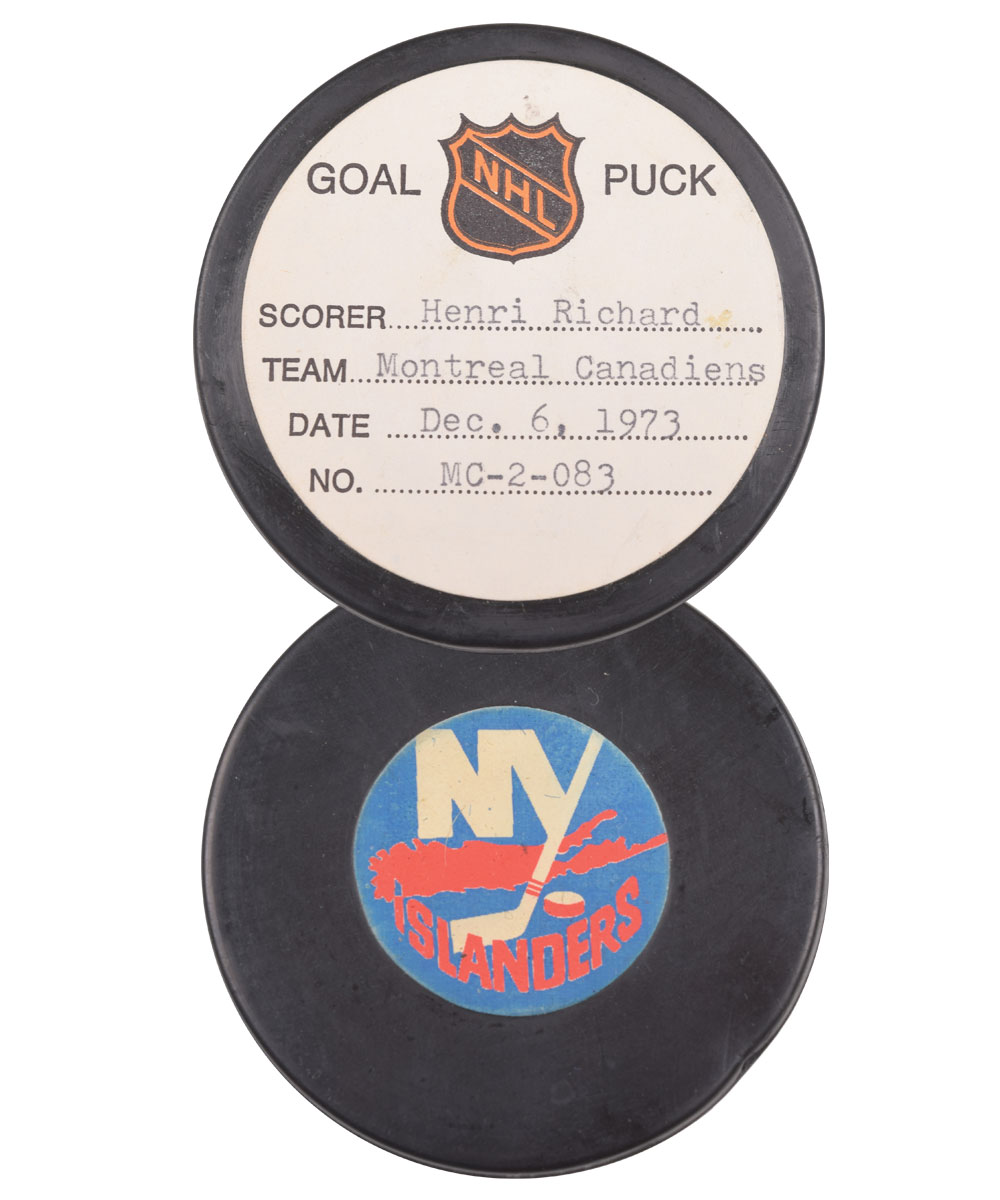 GOAL NHL PUCK
SCORER....Henri Richard.......
TEAM...Montreal Canadiens
DATE ....Dec. 6, 1973.......
NO. ........MC-2-083..........
NY
ISLANDERS